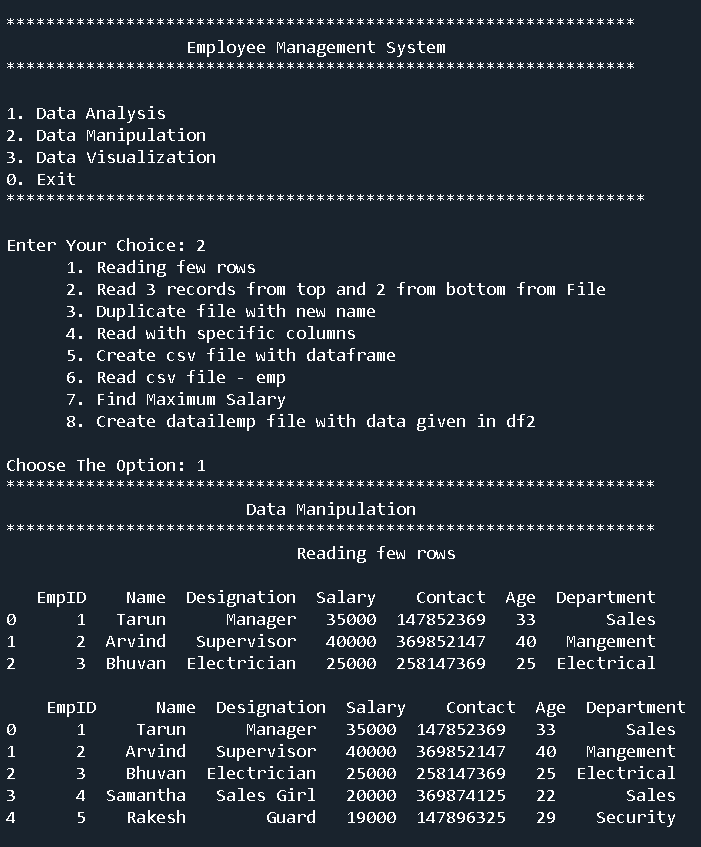 ***************************************************************
Employee Management System
***************************************************************
1. Data Analysis
2. Data Manipulation
3. Data Visualization
0. Exit
****************************************************************
Enter Your Choice: 2
1. Reading few rows
2. Read 3 records from top and 2 from bottom from File
3. Duplicate file with new name
4. Read with specific columns
5. Create csv file with dataframe
6. Read csv file - emp
7. Find Maximum Salary
8. Create datailemp file with data given in df2
Choose The Option: 1
*****************************************************************
Data Manipulation
*****************************************************************
Reading few rows
EmpID Name Designation Salary Contact Age Department
0 1 Tarun Manager 35000 147852369 33 Sales
1 2 Arvind Supervisor 40000 369852147 40 Mangement
2 3 Bhuvan Electrician 25000 258147369 25 Electrical
EmpID Name Designation Salary Contact Age Department
0 1 Tarun Manager 35000 147852369 33 Sales
1 2 Arvind Supervisor 40000 369852147 40 Mangement
2 3 Bhuvan Electrician 25000 258147369 25 Electrical
3 4 Samantha Sales Girl 20000 369874125 22 Sales
4 5 Rakesh Guard 19000 147896325 29 Security